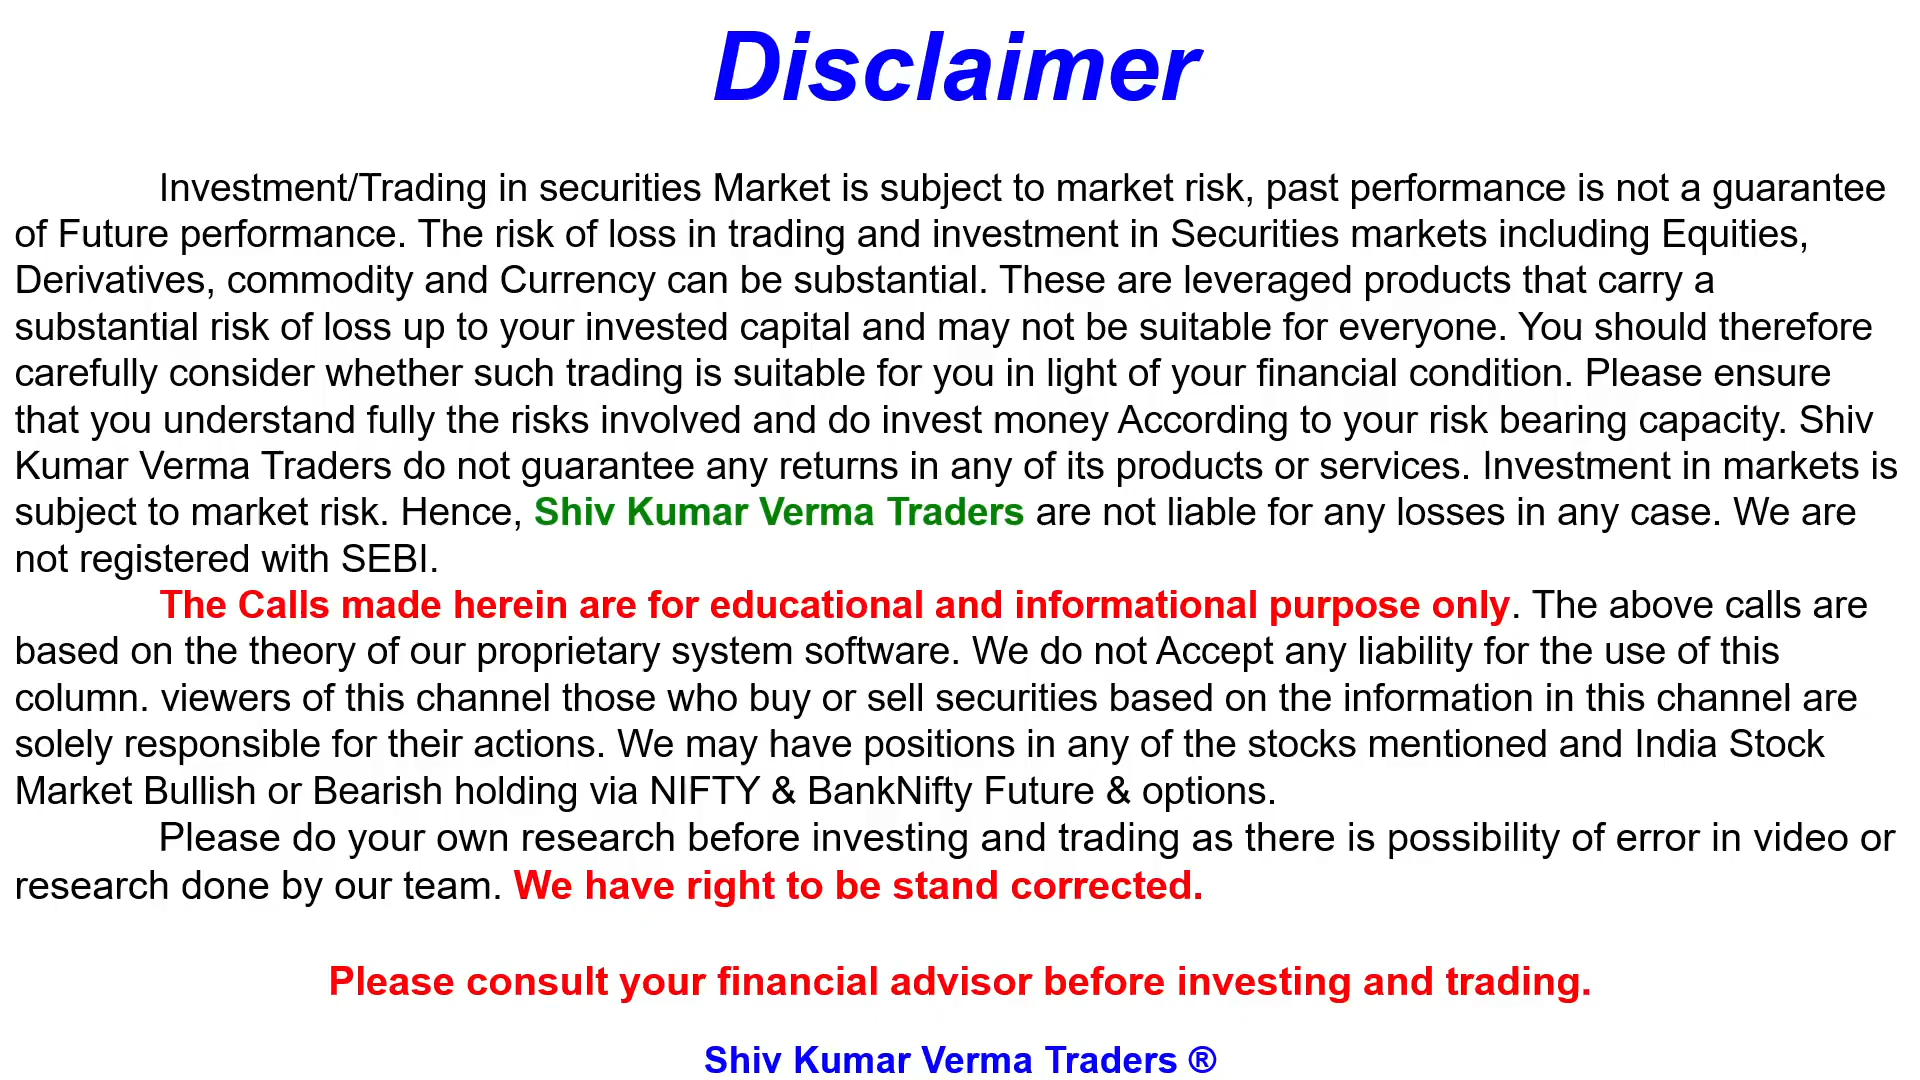 Disclaimer
Investment/Trading in securities Market is subject to market risk, past performance is not a guarantee
of Future performance. The risk of loss in trading and investment in Securities markets including Equities,
Derivatives, commodity and Currency can be substantial. These are leveraged products that carry a
substantial risk of loss up to your invested capital and may not be suitable for everyone. You should therefore
carefully consider whether such trading is suitable for you in light of your financial condition. Please ensure
that you understand fully the risks involved and do invest money According to your risk bearing capacity. Shiv
Kumar Verma Traders do not guarantee any returns in any of its products or services. Investment in markets is
subject to market risk. Hence, Shiv Kumar Verma Traders are not liable for any losses in any case. We are
not registered with SEBI.
The Calls made herein are for educational and informational purpose only. The above calls are
based on the theory of our proprietary system software. We do not Accept any liability for the use of this
column. viewers of this channel those who buy or sell securities based on the information in this channel are
solely responsible for their actions. We may have positions in any of the stocks mentioned and India Stock
Market Bullish or Bearish holding via NIFTY & BankNifty Future & options.
Please do your own research before investing and trading as there is possibility of error in video or
research done by our team. We have right to be stand corrected.
Please consult your financial advisor before investing and trading.
Shiv Kumar Verma Traders ®